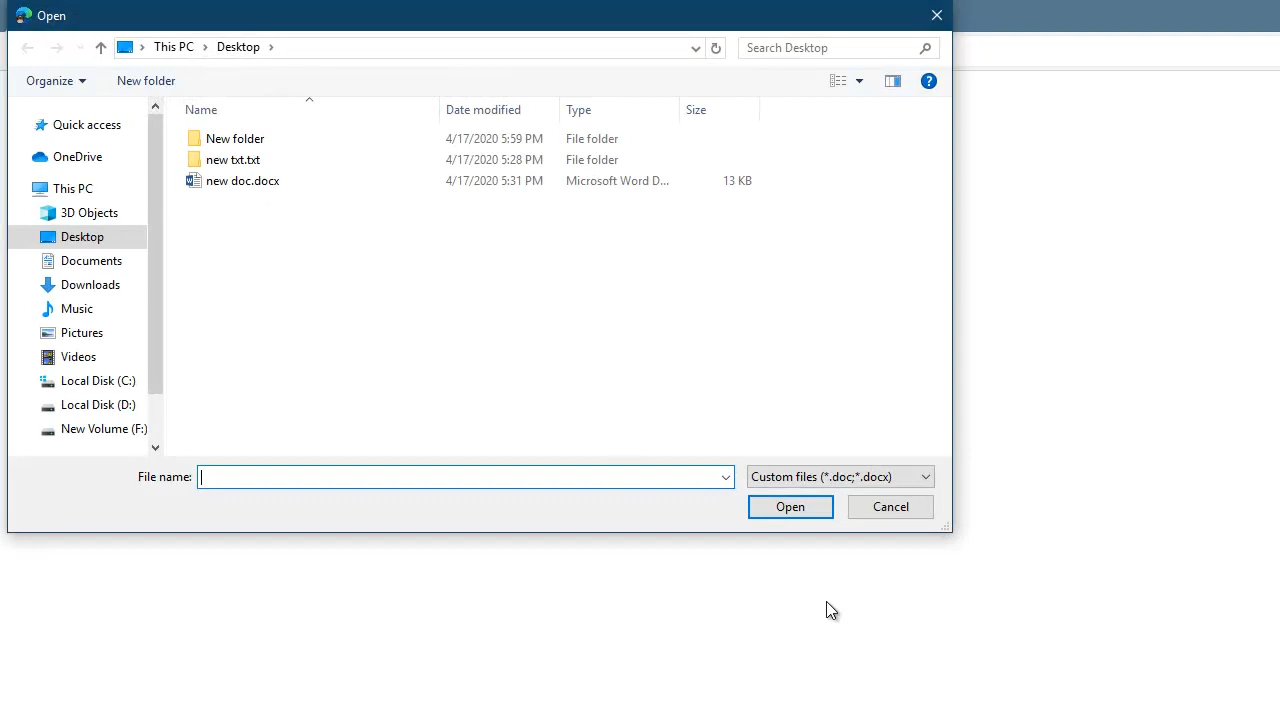 Open
This PC
Desktop
Search Desktop
Organize
New folder
?
Name
Date modified
Type
Size
Quick access
OneDrive
This PC
3D Objects
Desktop
Documents
Downloads
Music
Pictures
Videos
Local Disk (C:)
Local Disk (D:)
New Volume (F:)
New folder 4/17/2020 5:59 PM File folder
new txt.txt 4/17/2020 5:28 PM File folder
new doc.docx 4/17/2020 5:31 PM Microsoft Word D... 13 KB
File name:
Custom files (*.doc;*.docx)
Open
Cancel